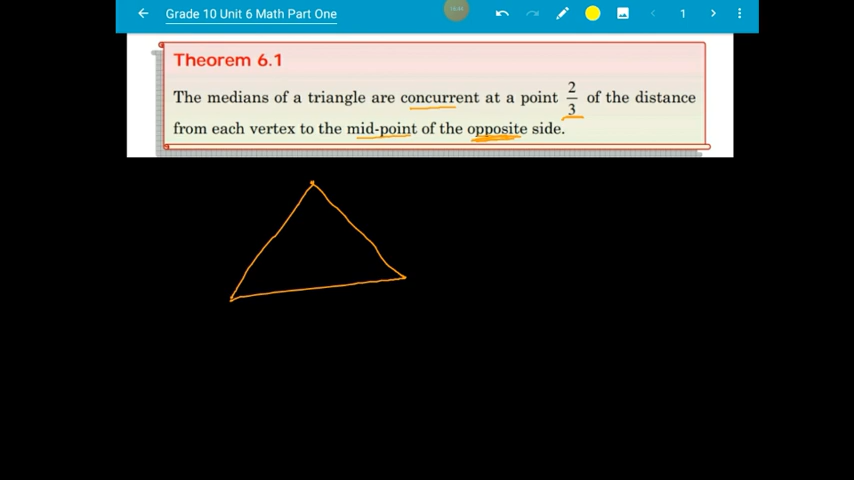 Grade 10 Unit 6 Math Part One
1
Theorem 6.1
The medians of a triangle are concurrent at a point 2/3 of the distance
from each vertex to the mid-point of the opposite side.